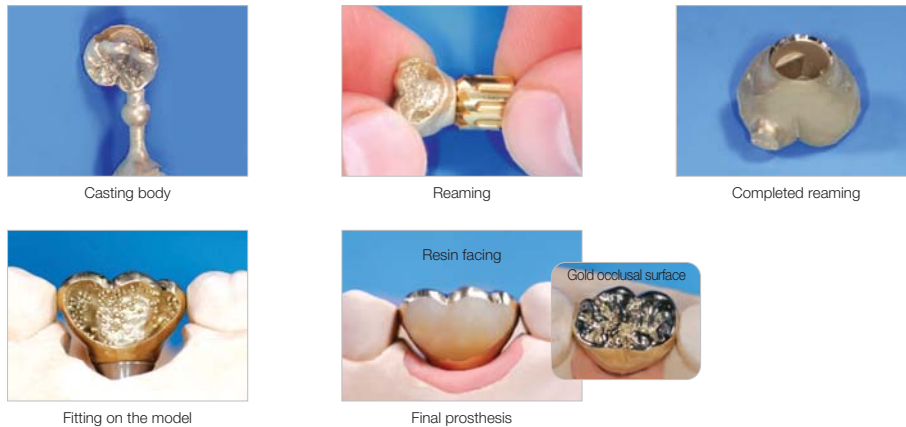 Casting body
Reaming
Completed reaming
Resin facing
Gold occlusal surface
Fitting on the model
Final prosthesis